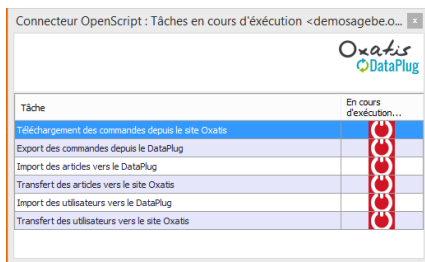 Connecteur OpenScript : Tâches en cours d'éxécution <demosagebe.o...
Oxatis
DataPlug
Tâche
En cours
d'exécution...
Téléchargement des commandes depuis le site Oxatis
Export des commandes depuis le DataPlug
Import des articles vers le DataPlug
Transfert des articles vers le site Oxatis
Import des utilisateurs vers le DataPlug
Transfert des utilisateurs vers le site Oxatis